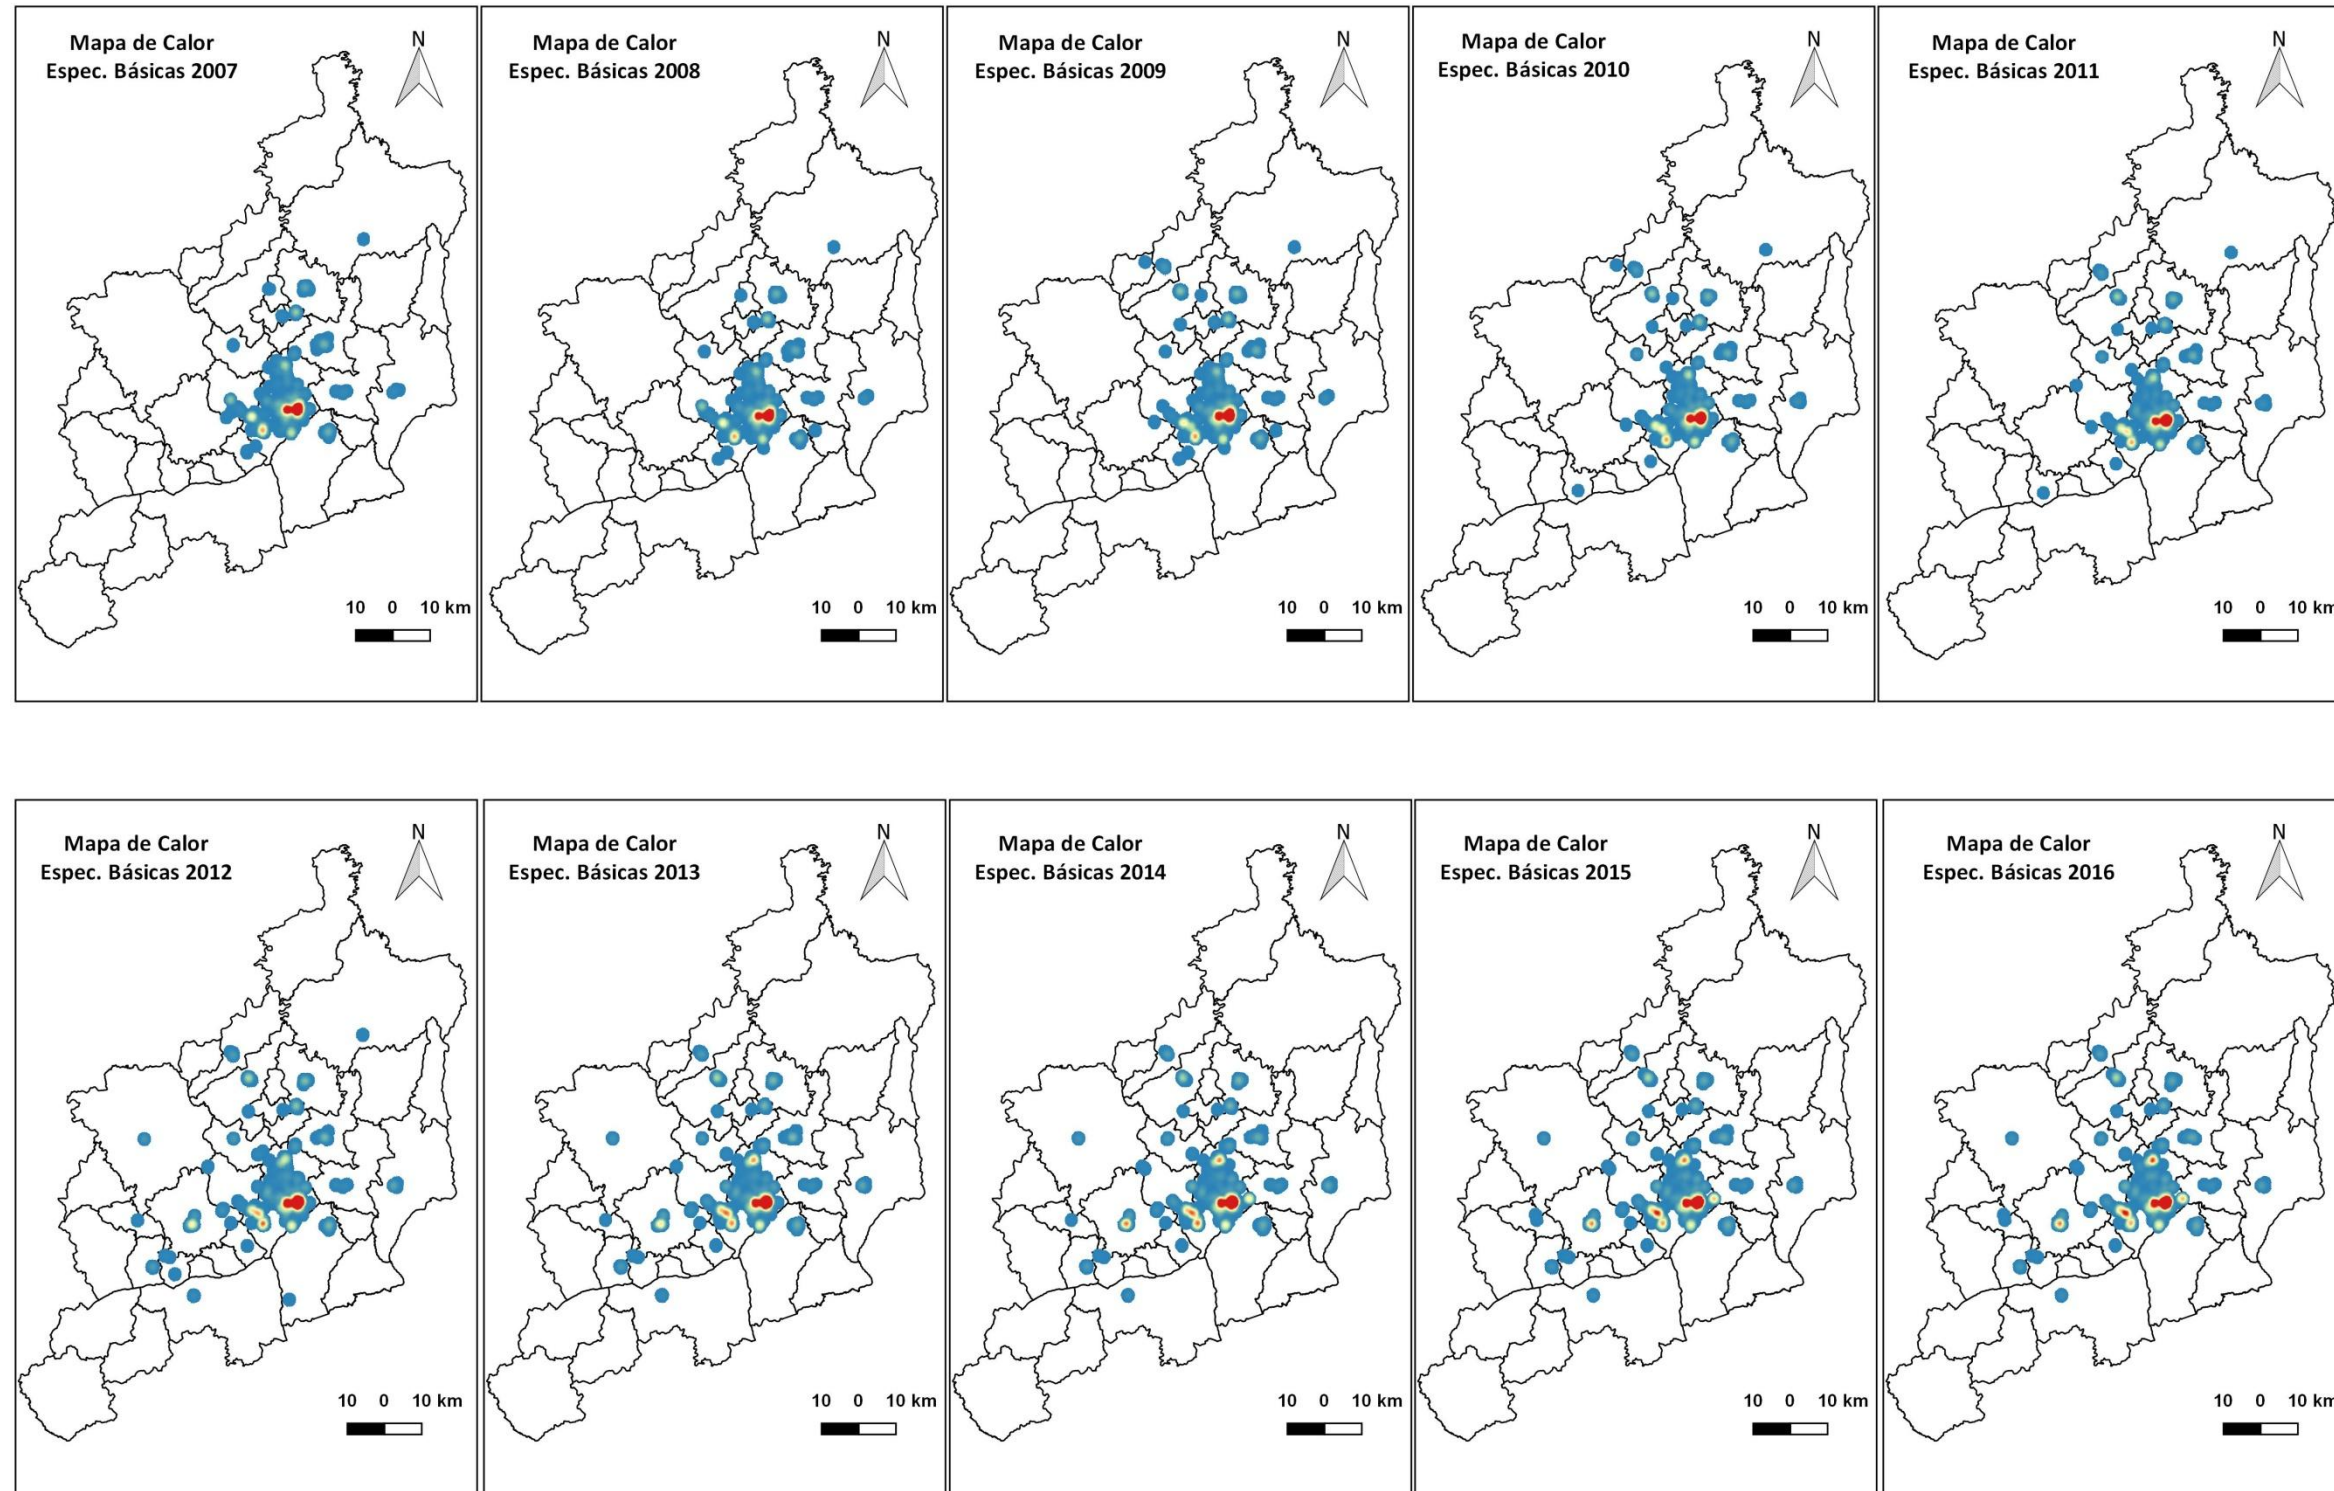 Mapa de Calor
Espec. Básicas 2007
N
10 0 10 km
Mapa de Calor
Espec. Básicas 2008
N
10 0 10 km
Mapa de Calor
Espec. Básicas 2009
N
10 0 10 km
Mapa de Calor
Espec. Básicas 2010
N
10 0 10 km
Mapa de Calor
Espec. Básicas 2011
N
10 0 10 km
Mapa de Calor
Espec. Básicas 2012
N
10 0 10 km
Mapa de Calor
Espec. Básicas 2013
N
10 0 10 km
Mapa de Calor
Espec. Básicas 2014
N
10 0 10 km
Mapa de Calor
Espec. Básicas 2015
N
10 0 10 km
Mapa de Calor
Espec. Básicas 2016
N
10 0 10 km